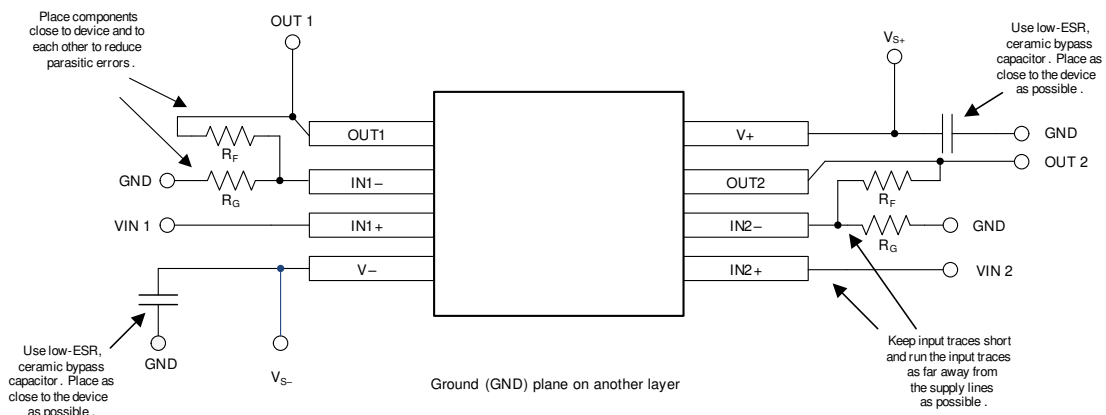 Place components
close to device and to
each other to reduce
parasitic errors .
OUT 1
VS+
Use low-ESR,
ceramic bypass
capacitor . Place as
close to the device
as possible .
OUT1
V+
GND
RF
OUT 2
GND
IN1−
OUT2
RG
RF
VIN 1
IN1+
IN2−
GND
RG
V−
IN2+
VIN 2
Use low-ESR,
ceramic bypass
capacitor . Place as
close to the device
as possible .
GND
VS−
Ground (GND) plane on another layer
Keep input traces short
and run the input traces
as far away from
the supply lines
as possible .